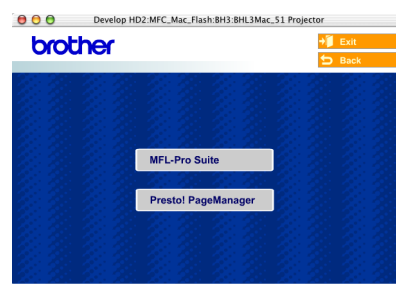 Develop HD2:MFC_Mac_Flash:BH3:BHL3Mac_51 Projector
brother
Exit
Back
MFL-Pro Suite
Presto! PageManager